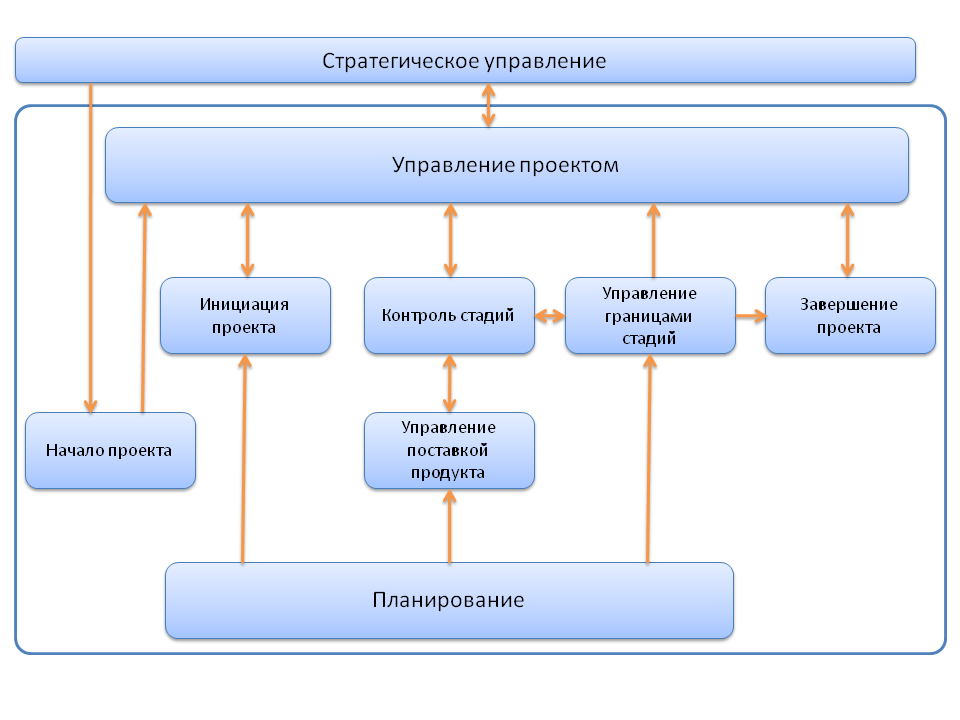 Стратегическое управление
Управление проектом
Инициация
проекта
Контроль стадий
Управление
границами
стадий
Завершение
проекта
Начало проекта
Управление
поставкой
продукта
Планирование